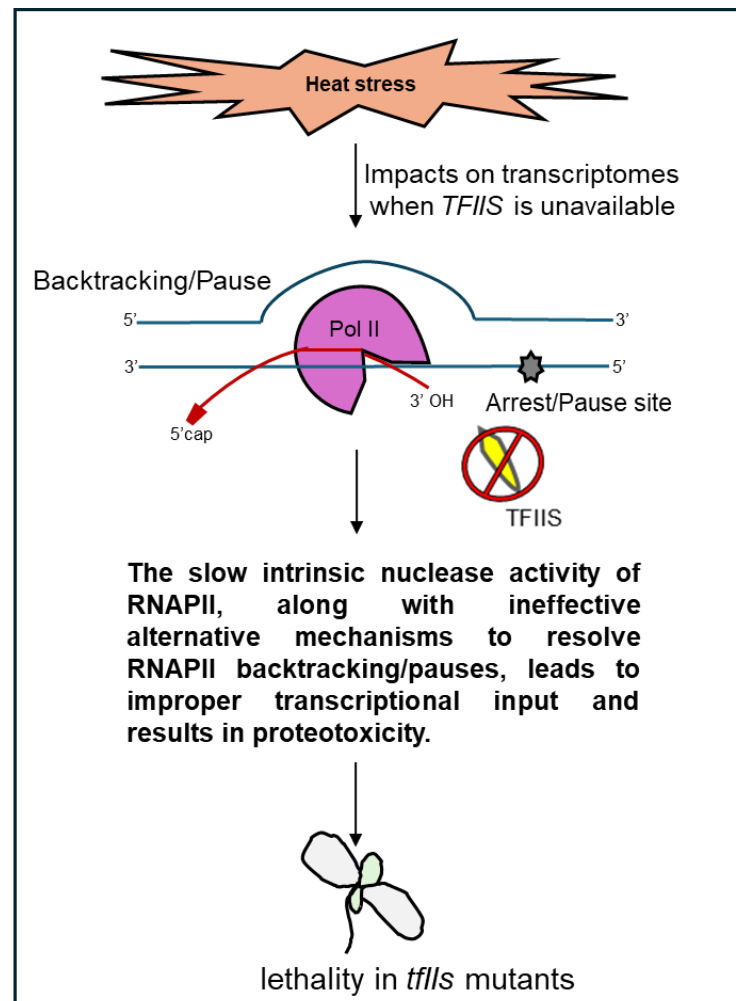 Heat stress
Impacts on transcriptomes
when TFIIS is unavailable
Backtracking/Pause
5’
3’
Pol II
3’
5’
3’ OH
Arrest/Pause site
5’cap
TFIIS
The slow intrinsic nuclease activity of
RNAPII, along with ineffective
alternative mechanisms to resolve
RNAPII backtracking/pauses, leads to
improper transcriptional input and
results in proteotoxicity.
lethality in tfIIs mutants